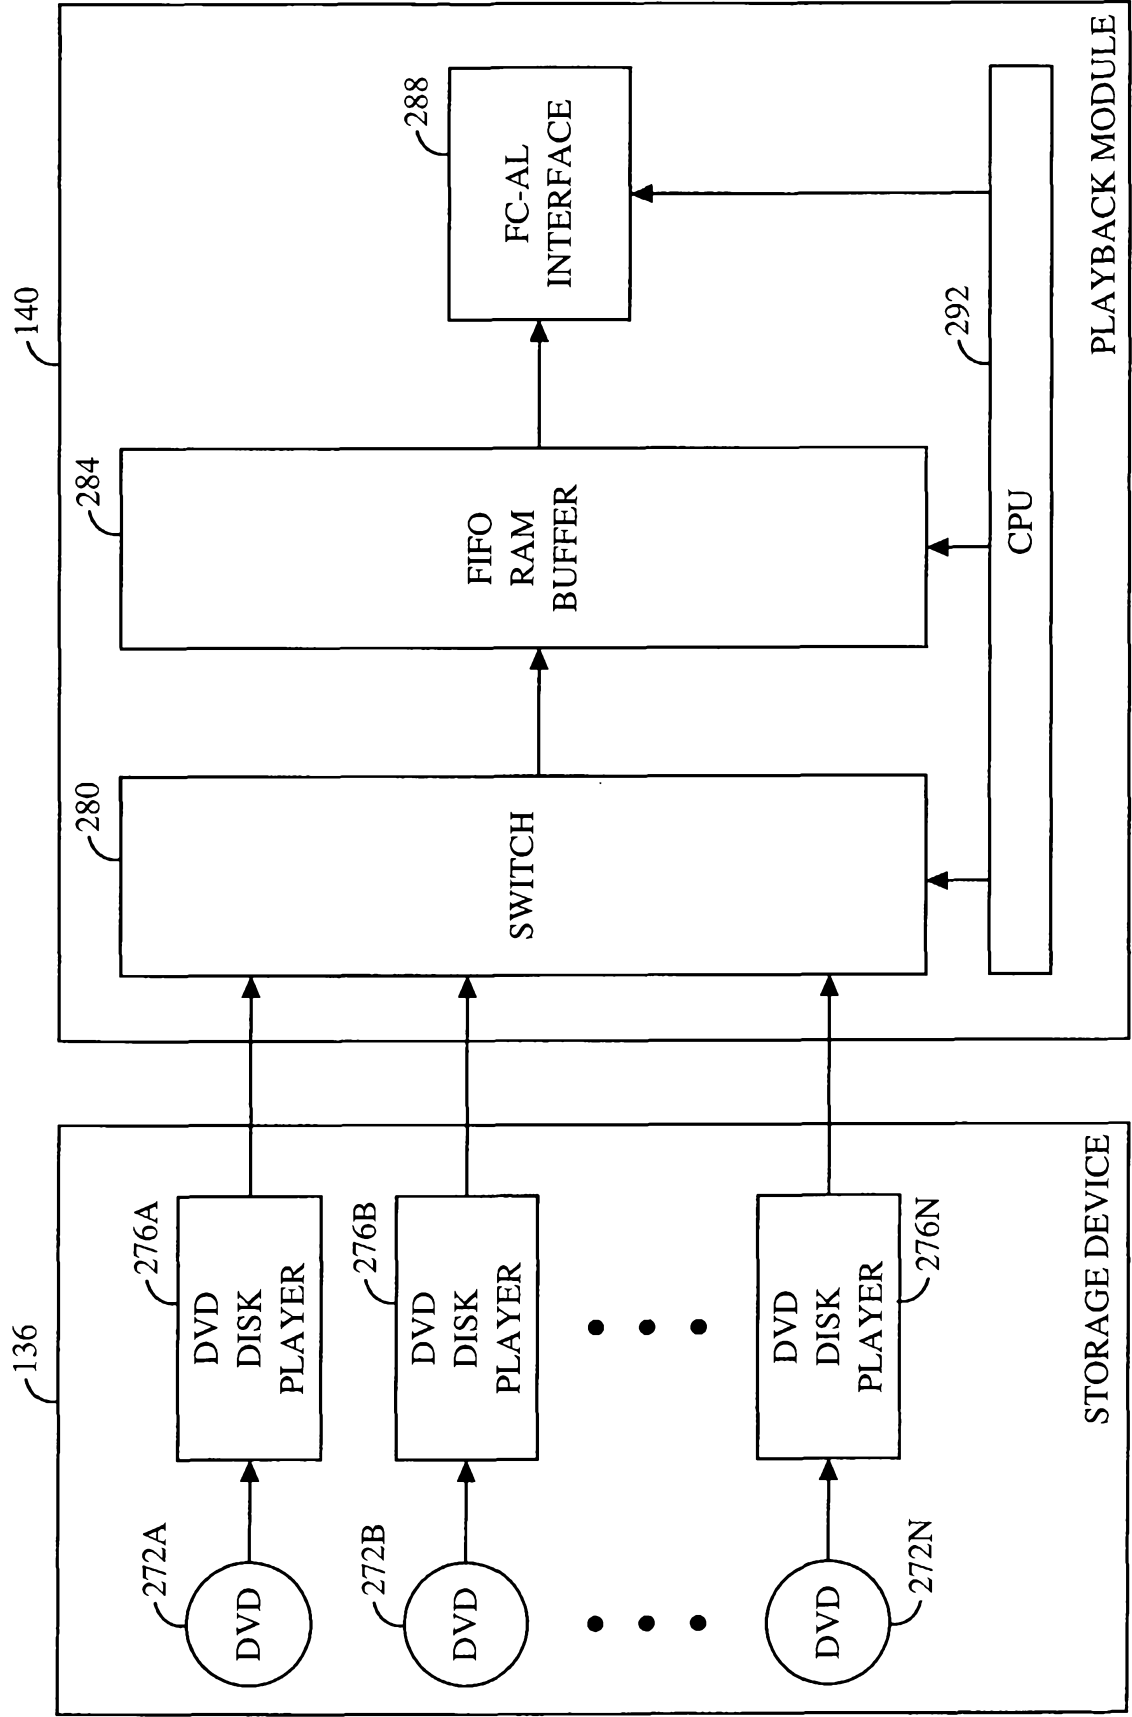 136
272A
DVD
276A
DVD
DISK
PLAYER
272B
DVD
276B
DVD
DISK
PLAYER
272N
DVD
276N
DVD
DISK
PLAYER
STORAGE DEVICE
140
280
SWITCH
284
FIFO
RAM
BUFFER
288
FC-AL
INTERFACE
292
CPU
PLAYBACK MODULE